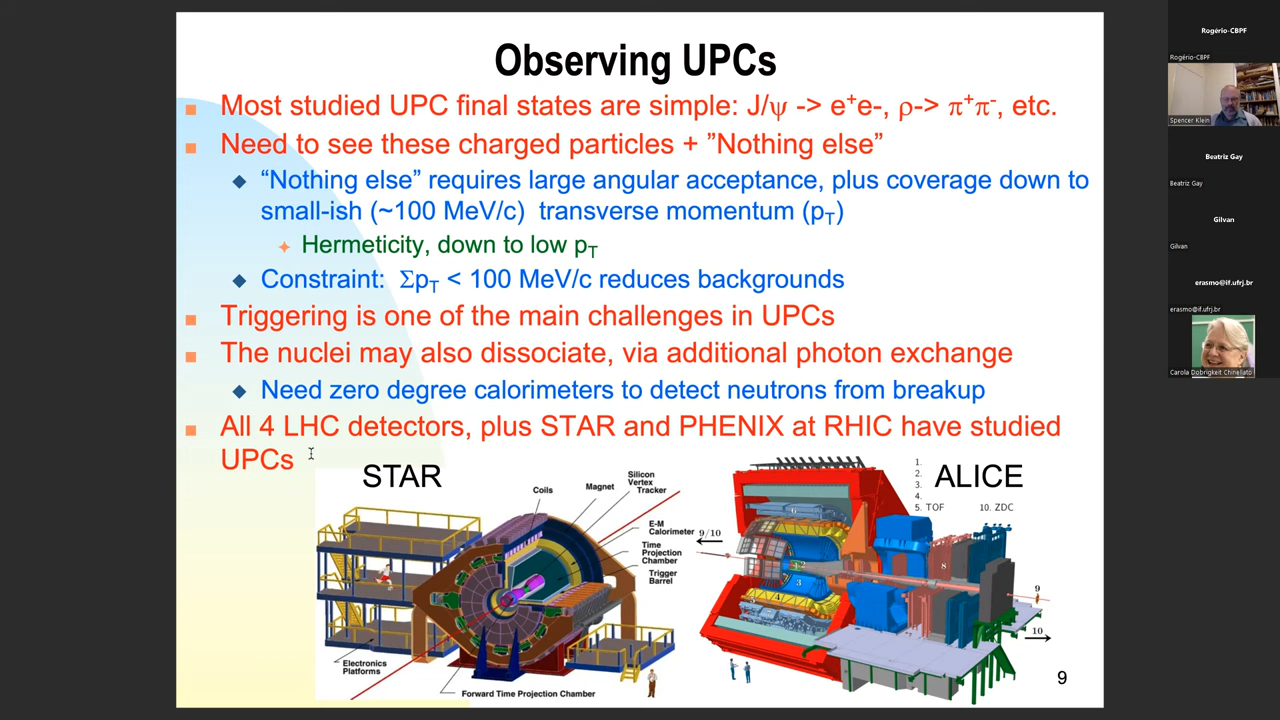 Observing UPCs
Most studied UPC final states are simple: J/ψ -> e⁺e-, ρ-> π⁺π⁻, etc.
Need to see these charged particles + ”Nothing else”
“Nothing else” requires large angular acceptance, plus coverage down to
small-ish (~100 MeV/c) transverse momentum (pT)
Hermeticity, down to low pT
Constraint: ΣpT < 100 MeV/c reduces backgrounds
Triggering is one of the main challenges in UPCs
The nuclei may also dissociate, via additional photon exchange
Need zero degree calorimeters to detect neutrons from breakup
All 4 LHC detectors, plus STAR and PHENIX at RHIC have studied
UPCs
STAR
Coils
Magnet
Silicon
Vertex
Tracker
E-M
Calorimeter
Time
Projection
Chamber
Trigger
Barrel
Electronics
Platforms
Forward Time Projection Chamber
ALICE
1.
2.
3.
4.
5. TOF
10. ZDC
9/10
6
2
3
4
8
9
10
9
Rogério-CBPF
Rogério-CBPF
Spencer Klein
Beatriz Gay
Beatriz Gay
Gilvan
Gilvan
erasmo@if.ufrj.br
erasmo@if.ufrj.br
Carola Dobrigkeit Chinellato